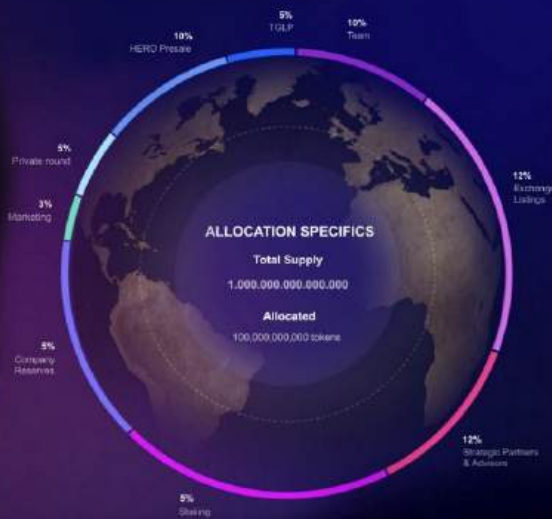 5%
TGLP
10%
Team
10%
HERO Presale
12%
Exchange
Listings
5%
Private round
3%
Marketing
ALLOCATION SPECIFICS
Total Supply
1.000.000.000.000.000
Allocated
100,000,000,000 tokens
5%
Company
Reserves
12%
Strategic Partners
& Advisors
5%
Staking